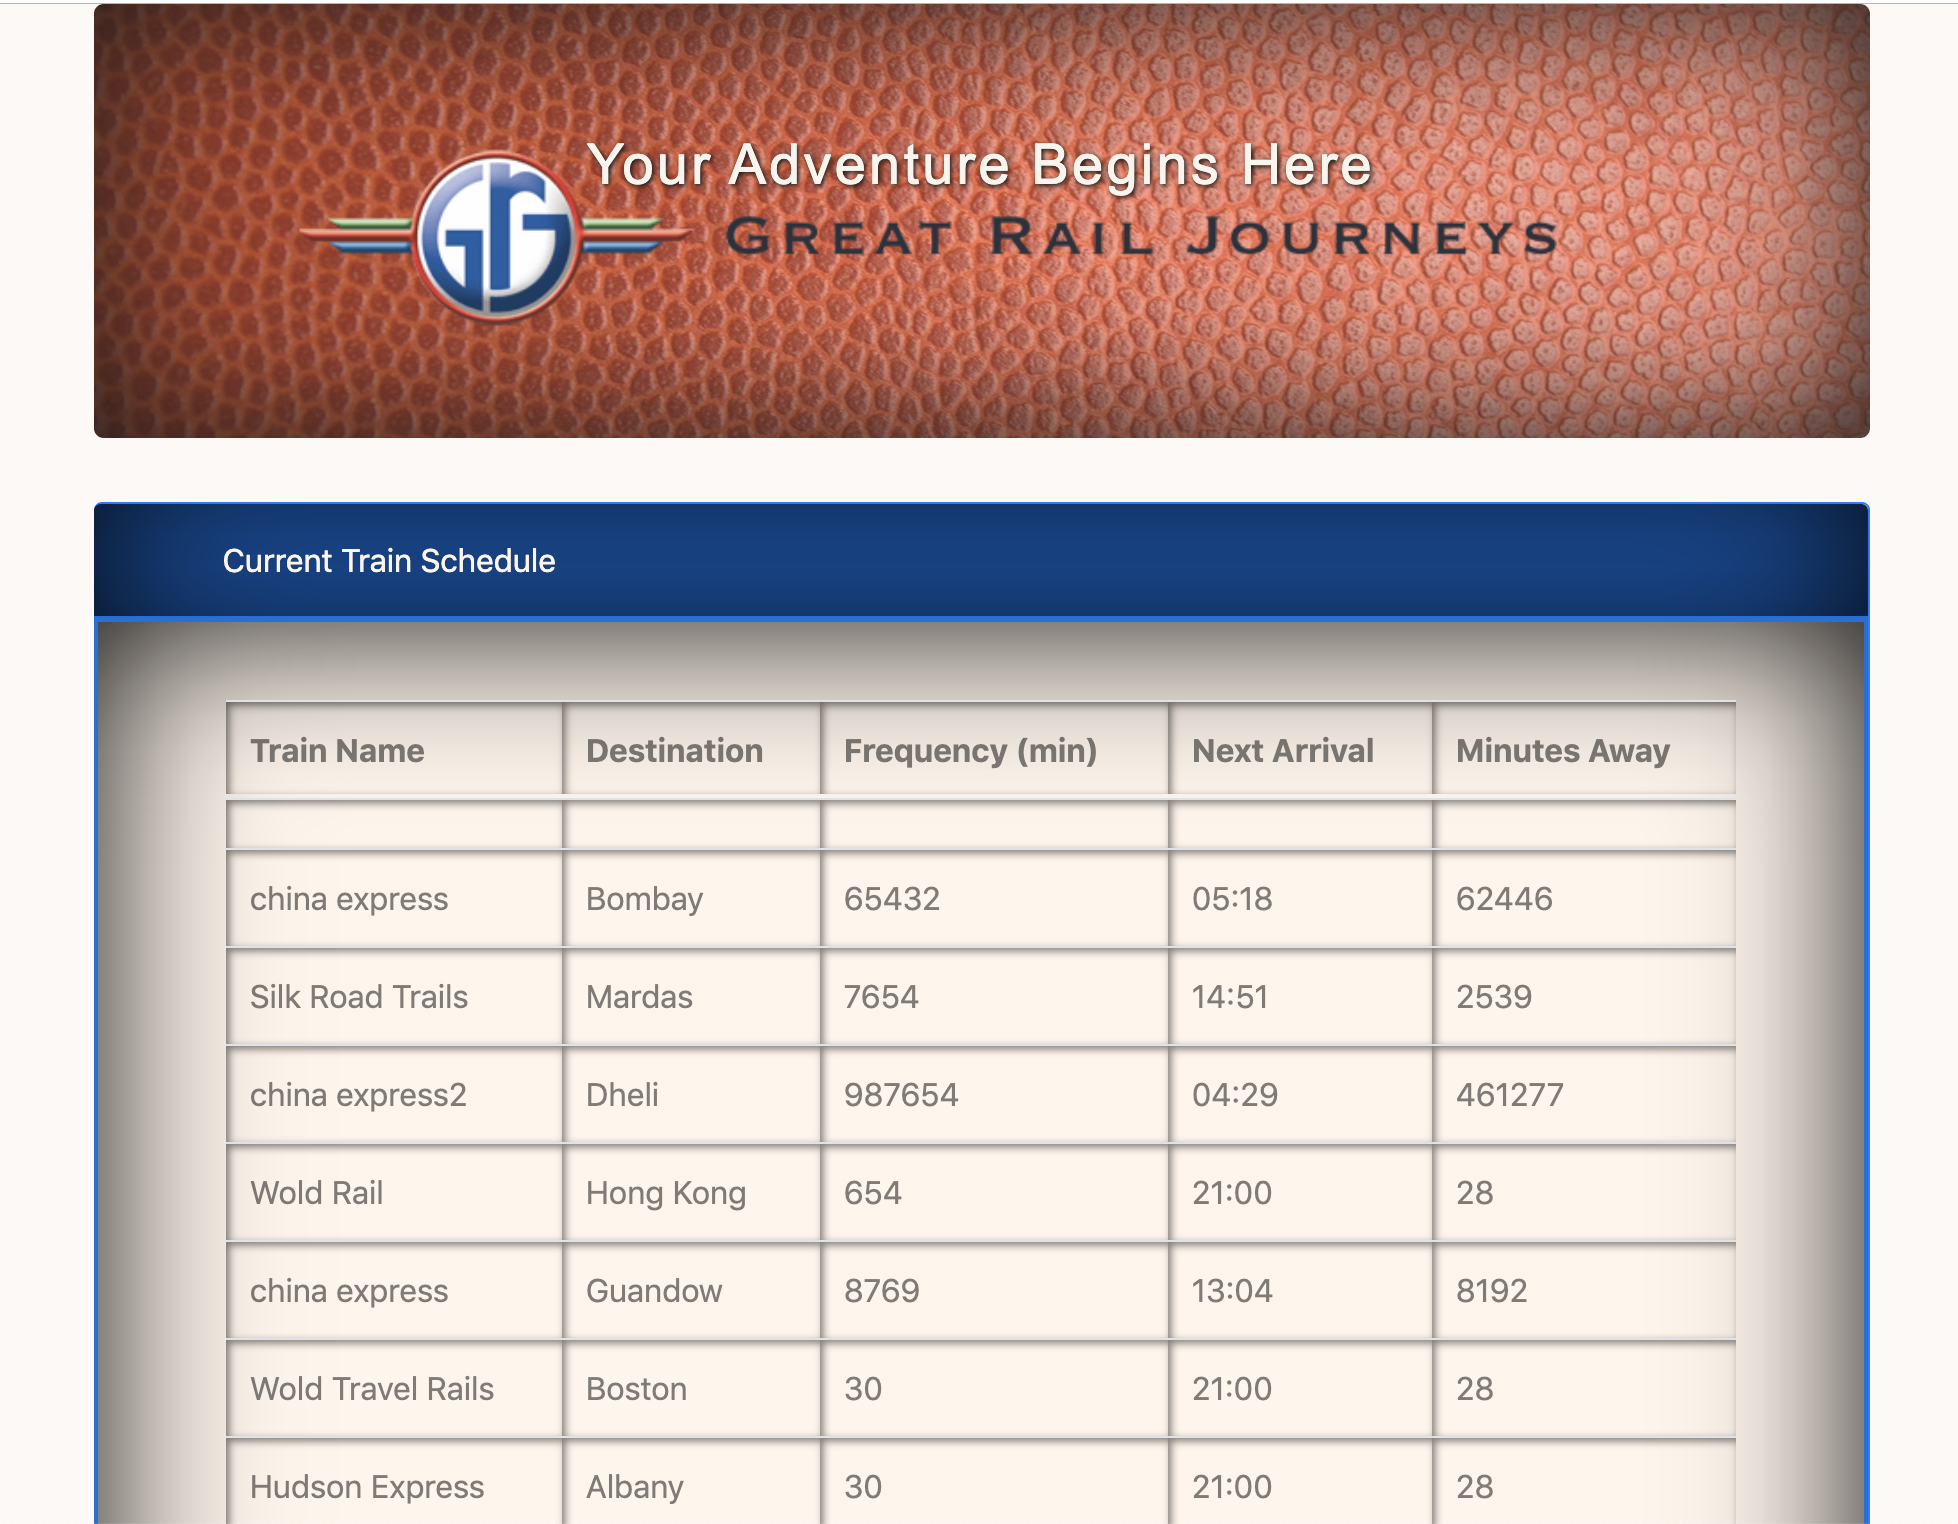 Your Adventure Begins Here
GREAT RAIL JOURNEYS
grj
Current Train Schedule
Train Name Destination Frequency (min) Next Arrival Minutes Away
china express Bombay 65432 05:18 62446
Silk Road Trails Mardas 7654 14:51 2539
china express2 Dheli 987654 04:29 461277
Wold Rail Hong Kong 654 21:00 28
china express Guandow 8769 13:04 8192
Wold Travel Rails Boston 30 21:00 28
Hudson Express Albany 30 21:00 28